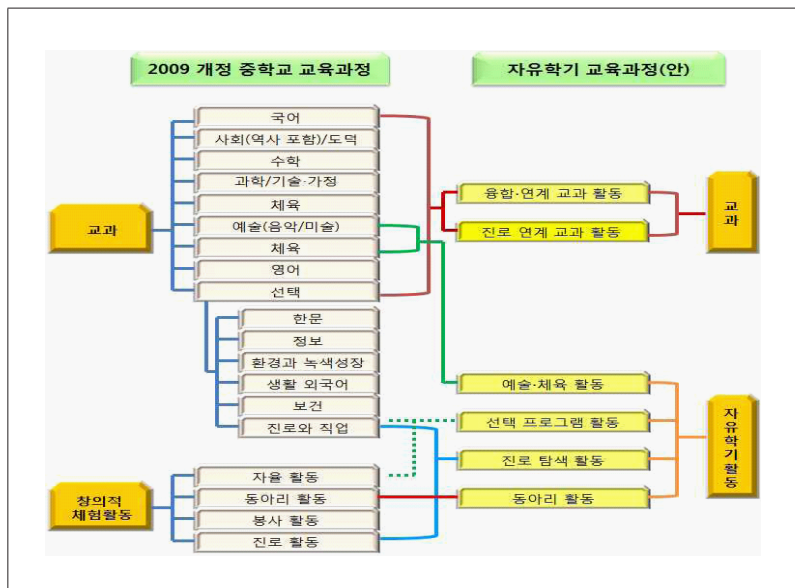 2009 개정 중학교 교육과정
자유학기 교육과정(안)
교과
국어
사회(역사 포함)/도덕
수학
과학/기술·가정
체육
예술(음악/미술)
체육
영어
선택
한문
정보
환경과 녹색성장
생활 외국어
보건
진로와 직업
창의적
체험활동
자율 활동
동아리 활동
봉사 활동
진로 활동
융합·연계 교과 활동
진로 연계 교과 활동
예술·체육 활동
선택 프로그램 활동
진로 탐색 활동
동아리 활동
교
과
자
유
학
기
활
동